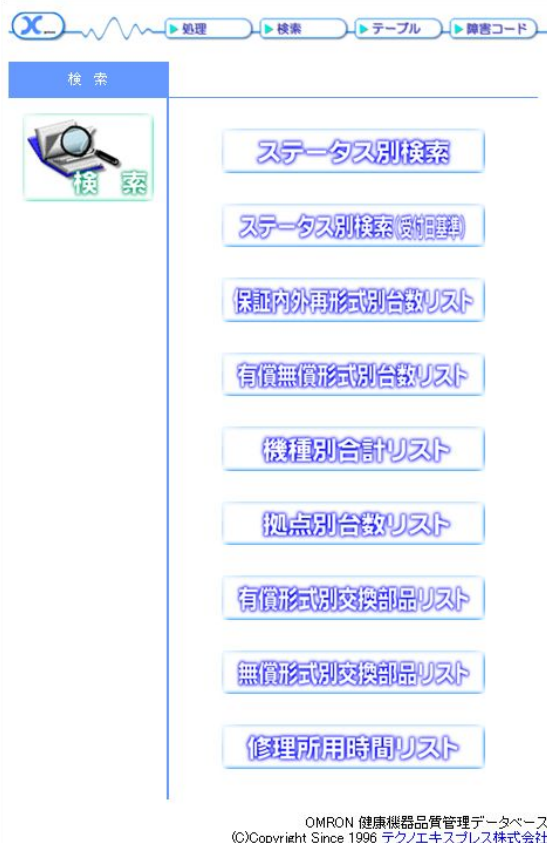 X
処理 検索 テーブル 障害コード
検 索
検 索
ステータス別検索
ステータス別検索(受付日基準)
保証内外再形式別台数リスト
有償無償形式別台数リスト
機種別合計リスト
拠点別台数リスト
有償形式別交換部品リスト
無償形式別交換部品リスト
修理所用時間リスト
OMRON 健康機器品質管理データベース
(C)Copyright Since 1996 テクノエキスプレス株式会社